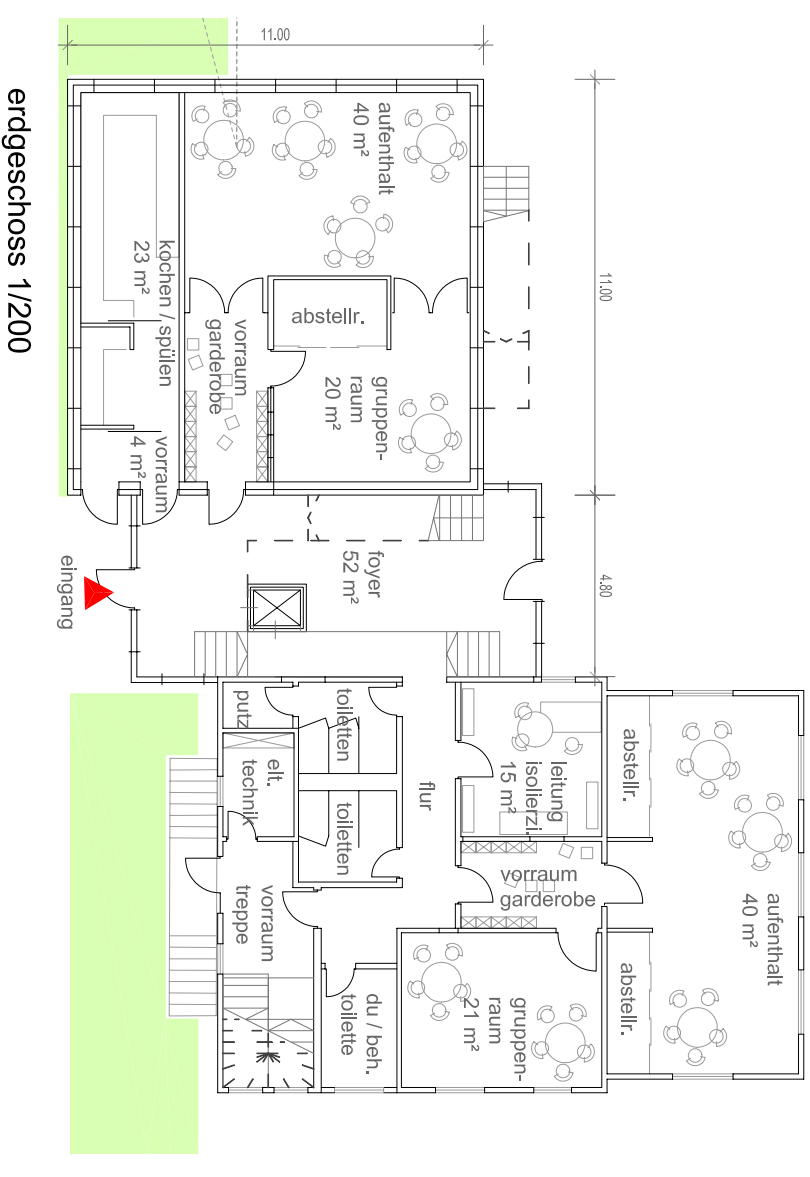 erdgeschoss 1/200
11.00
11.00
4.80
aufenthalt
40 m²
kochen / spülen
23 m²
vorraum
garderobe
abstellr.
gruppen-
raum
20 m²
vorraum
4 m²
eingang
foyer
52 m²
putz
toiletten
elt.
technik
toiletten
flur
leitung
isolierzi.
15 m²
abstellr.
vorraum
garderobe
aufenthalt
40 m²
vorraum
treppe
du / beh.
toilette
gruppen-
raum
21 m²
abstellr.